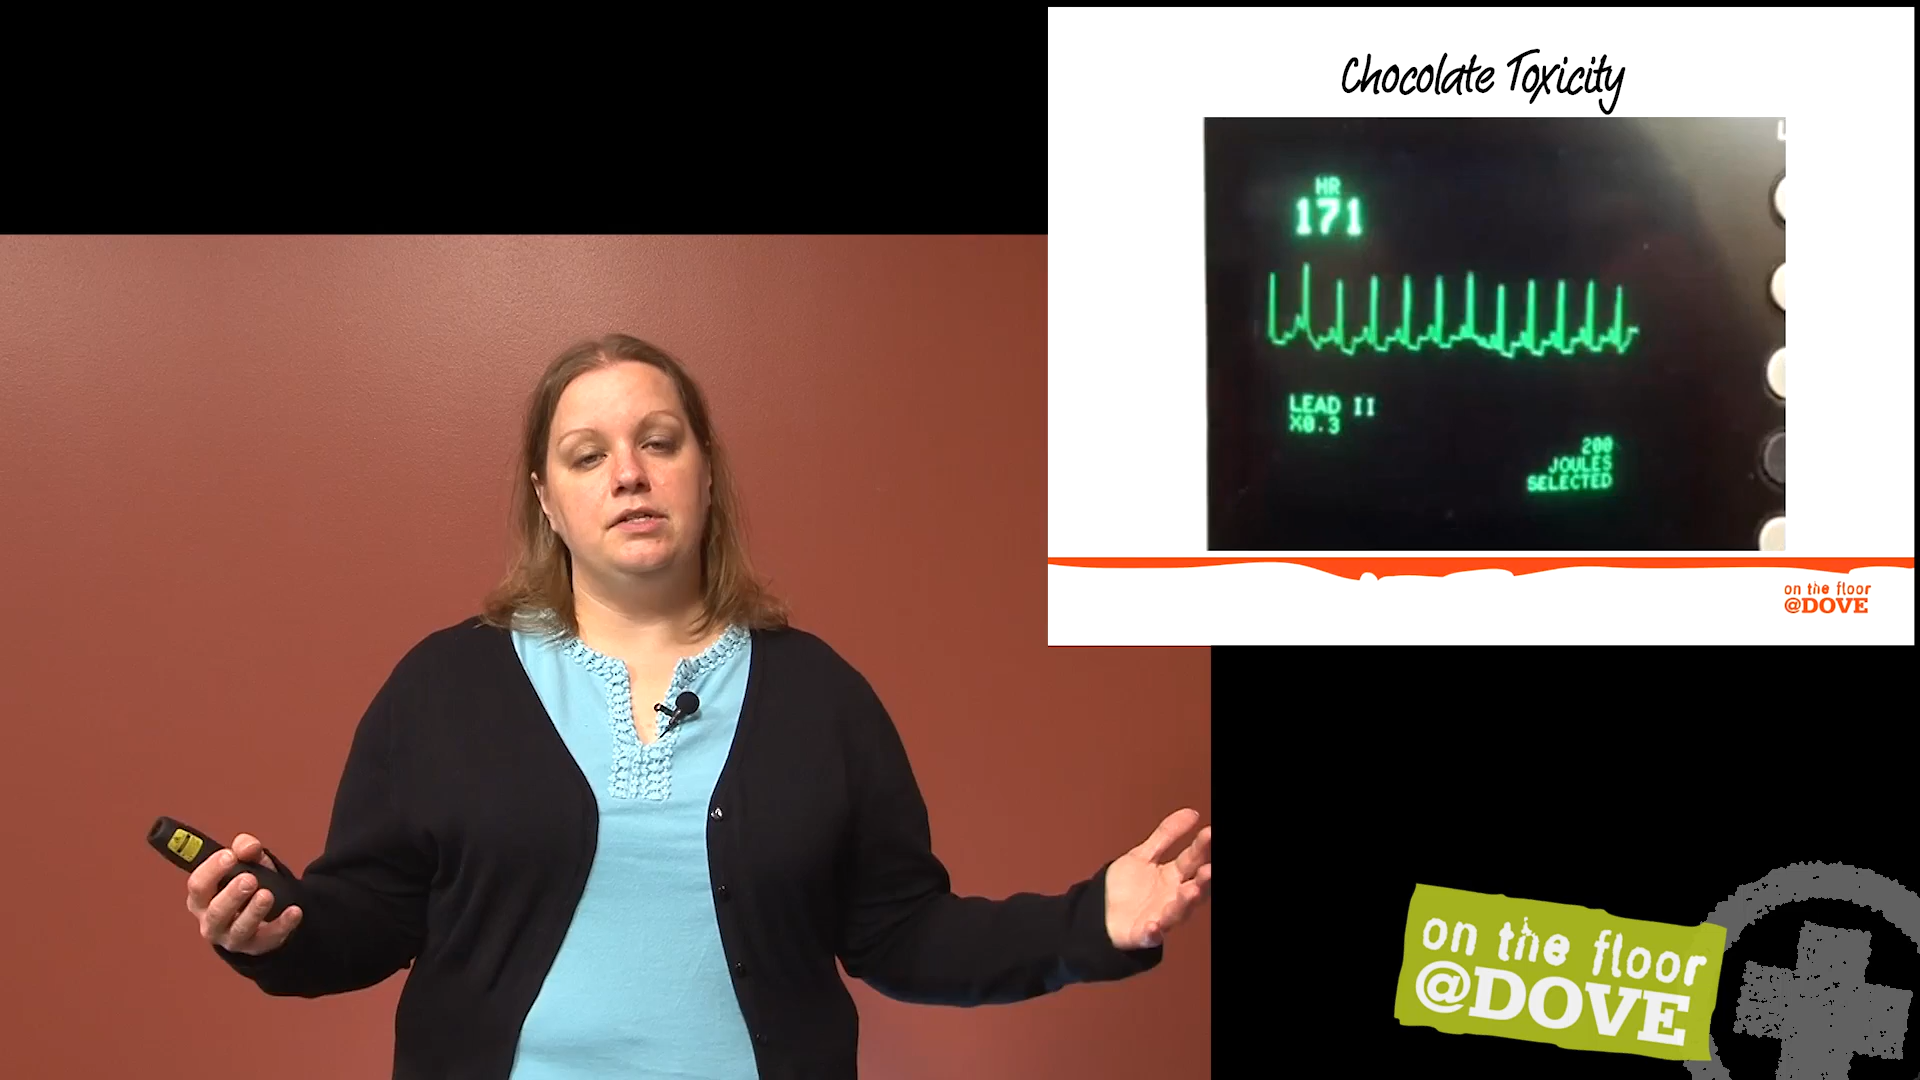 Chocolate Toxicity
HR
171
LEAD II
X0.3
200
JOULES
SELECTED
on the floor
@DOVE
on the floor
@DOVE